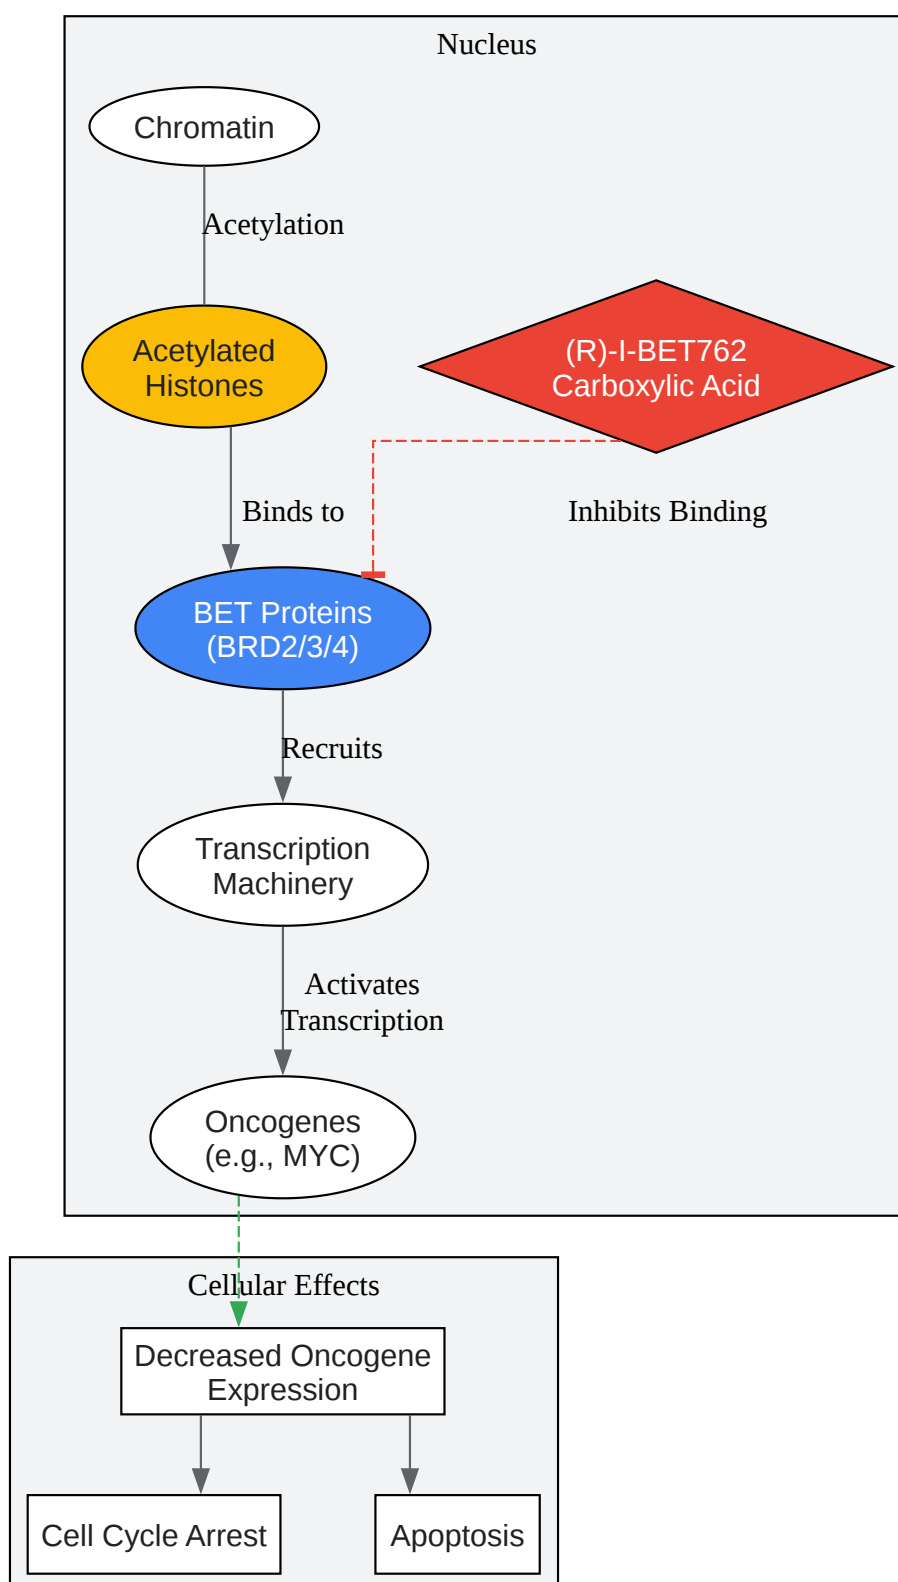 Nucleus
Chromatin
Acetylation
Acetylated
Histones
(R)-I-BET762
Carboxylic Acid
Binds to
Inhibits Binding
BET Proteins
(BRD2/3/4)
Recruits
Transcription
Machinery
Activates
Transcription
Oncogenes
(e.g., MYC)
Cellular Effects
Decreased Oncogene
Expression
Cell Cycle Arrest
Apoptosis